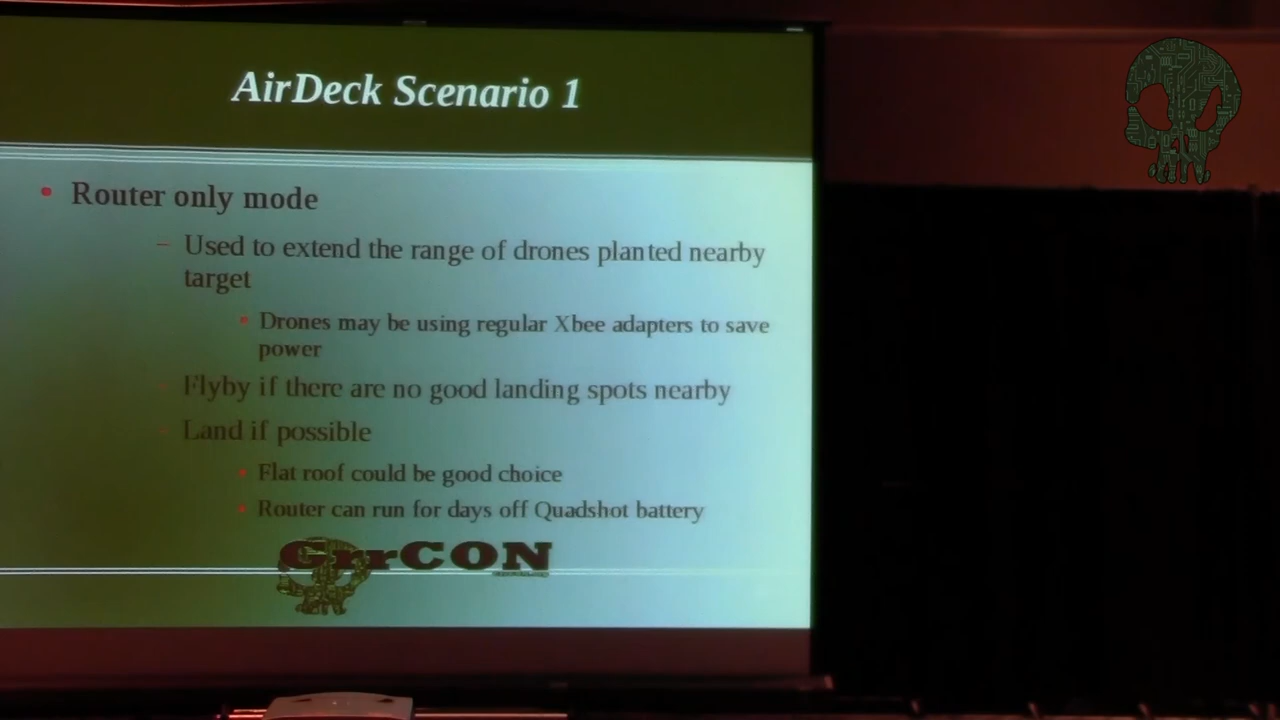 AirDeck Scenario 1
• Router only mode
– Used to extend the range of drones planted nearby
target
• Drones may be using regular Xbee adapters to save
power
– Flyby if there are no good landing spots nearby
– Land if possible
• Flat roof could be good choice
• Router can run for days off Quadshot battery
GrrCON